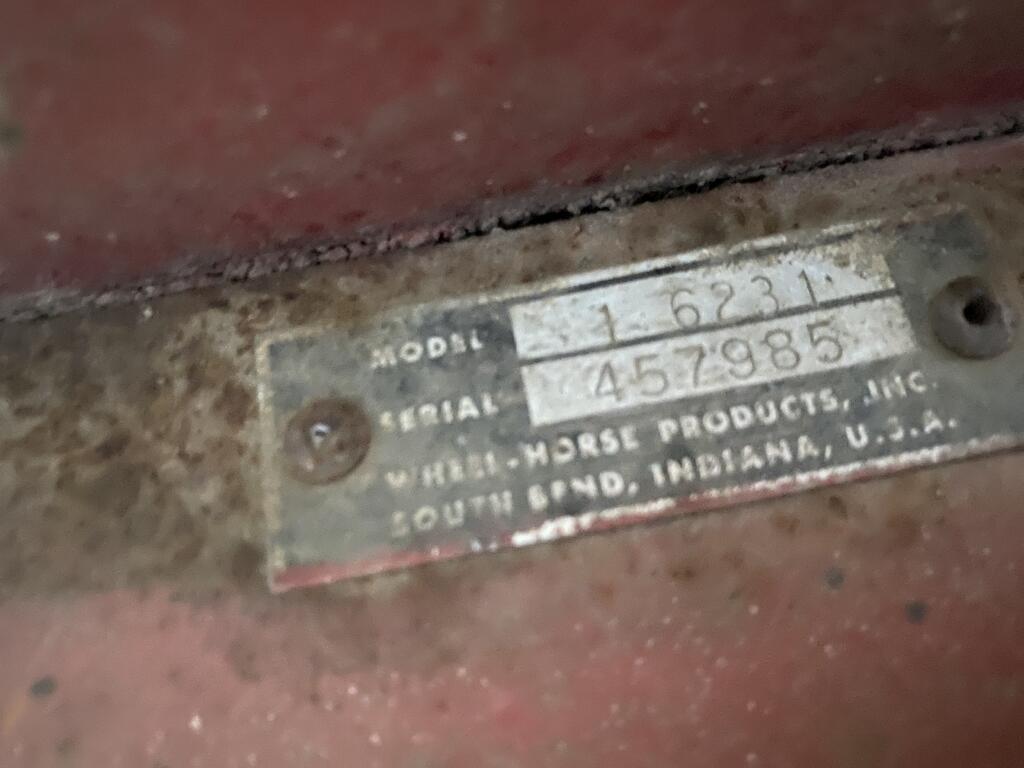 MODEL 1 6231
SERIAL 457985
WHEEL-HORSE PRODUCTS, INC.
SOUTH BEND, INDIANA, U.S.A.